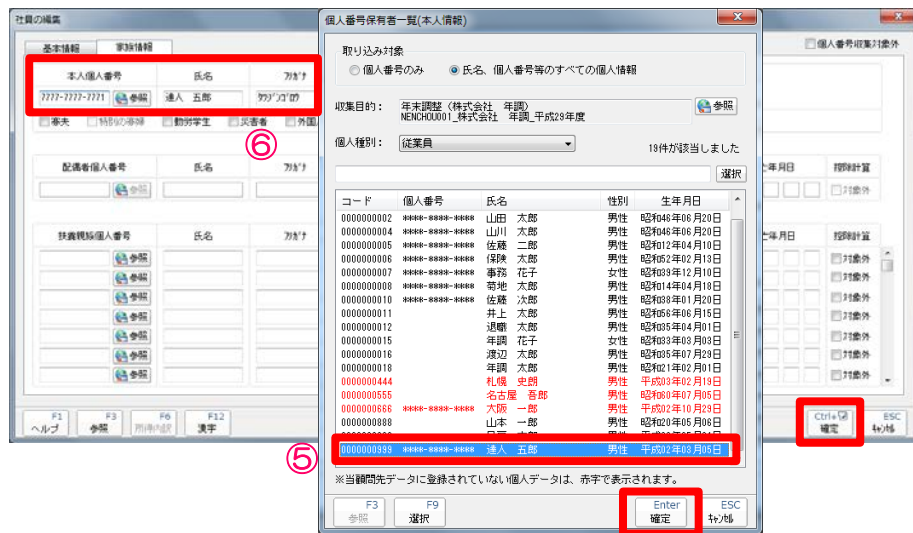 社員の編集
基本情報 家族情報
個人番号収集対象外
本人個人番号 氏名 フリガナ
7777-7777-7771 参照 達人 五郎 タツジン ゴロウ
寡夫 特別の寡婦 勤労学生 災害者 外国人
⑥
配偶者個人番号 氏名 フリガナ 生年月日 控除計算
参照 対象外
扶養親族個人番号 氏名 フリガナ 生年月日 控除計算
参照 対象外
参照 対象外
参照 対象外
参照 対象外
参照 対象外
参照 対象外
参照 対象外
F1 ヘルプ F3 参照 F6 所得内訳 F12 漢字 確定 ESC キャンセル
個人番号保有者一覧(本人情報)
取り込み対象
個人番号のみ 氏名、個人番号等のすべての個人情報
収集目的: 年末調整(株式会社 年調) 参照
NENCHOU001_株式会社 年調_平成29年度
個人種別: 従業員 19件が該当しました
選択
コード 個人番号 氏名 性別 生年月日
0000000002 ****-8888-**** 山田 太郎 男性 昭和46年06月20日
0000000004 ****-8888-**** 山川 太郎 男性 昭和46年06月20日
0000000005 ****-8888-**** 佐藤 二郎 男性 昭和12年04月10日
0000000006 ****-8888-**** 保険 太郎 男性 昭和52年02月13日
0000000007 ****-8888-**** 事務 花子 女性 昭和39年12月10日
0000000008 ****-8888-**** 菊地 太郎 男性 昭和14年04月18日
0000000010 ****-8888-**** 佐藤 次郎 男性 昭和38年01月20日
0000000011 井上 太郎 男性 昭和56年06月15日
0000000012 退職 太郎 男性 昭和35年04月01日
0000000015 年調 花子 女性 昭和33年03月03日
0000000016 渡辺 太郎 男性 昭和35年07月29日
0000000018 年調 太郎 男性 昭和21年02月01日
0000000444 札幌 史朗 男性 平成03年02月19日
0000000555 名古屋 吾郎 男性 昭和60年07月05日
0000000666 ****-8888-**** 大阪 一郎 男性 平成02年10月29日
0000000888 山本 一郎 男性 昭和20年05月06日
⑤
0000000999 ****-8888-**** 達人 五郎 男性 平成02年03月05日
※当顧問先データに登録されていない個人データは、赤字で表示されます。
F3 参照 F9 選択 Enter 確定 ESC キャンセル